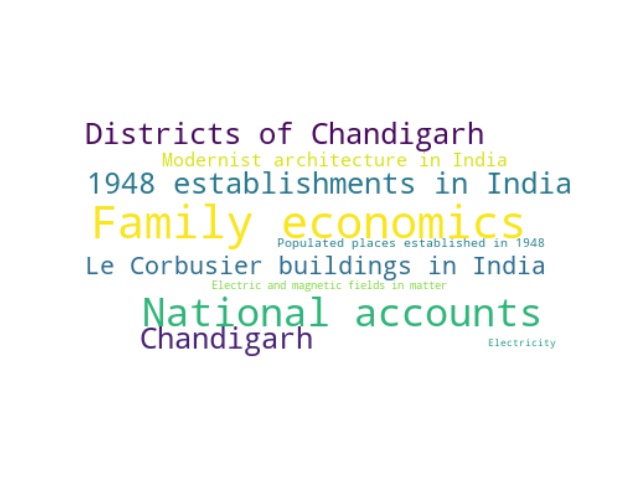 Districts of Chandigarh
Modernist architecture in India
1948 establishments in India
Family economics
Populated places established in 1948
Le Corbusier buildings in India
Electric and magnetic fields in matter
National accounts
Chandigarh
Electricity